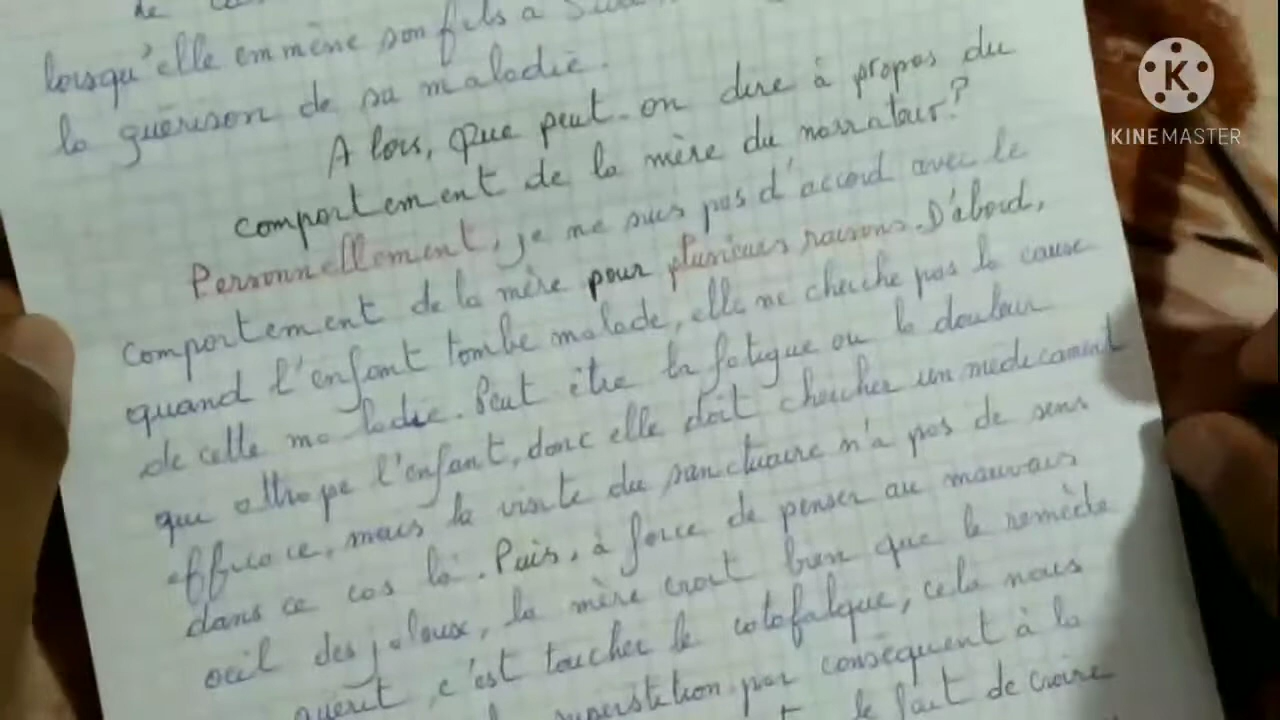 de
lorsqu'elle emmène son fils à
la guérison de sa maladie.
Alors, que peut-on dire à propos du
comportement de la mère du narrateur?
Personnellement, je ne suis pas d'accord avec le
comportement de la mère pour plusieurs raisons. D'abord,
quand l'enfant tombe malade, elle ne cherche pas la cause
de celle maladie. Peut être la fatigue ou la douleur
qui attrape l'enfant, donc elle doit chercher un médicament
efficace, mais la visite du sanctuaire n'a pas de sens
dans ce cas là. Puis, à force de penser au mauvais
oeil des jaloux, la mère croit bien que le remède
guérit, c'est toucher le catafalque, cela nous
superstition par conséquent à la
le fait de croire
KINEMASTER